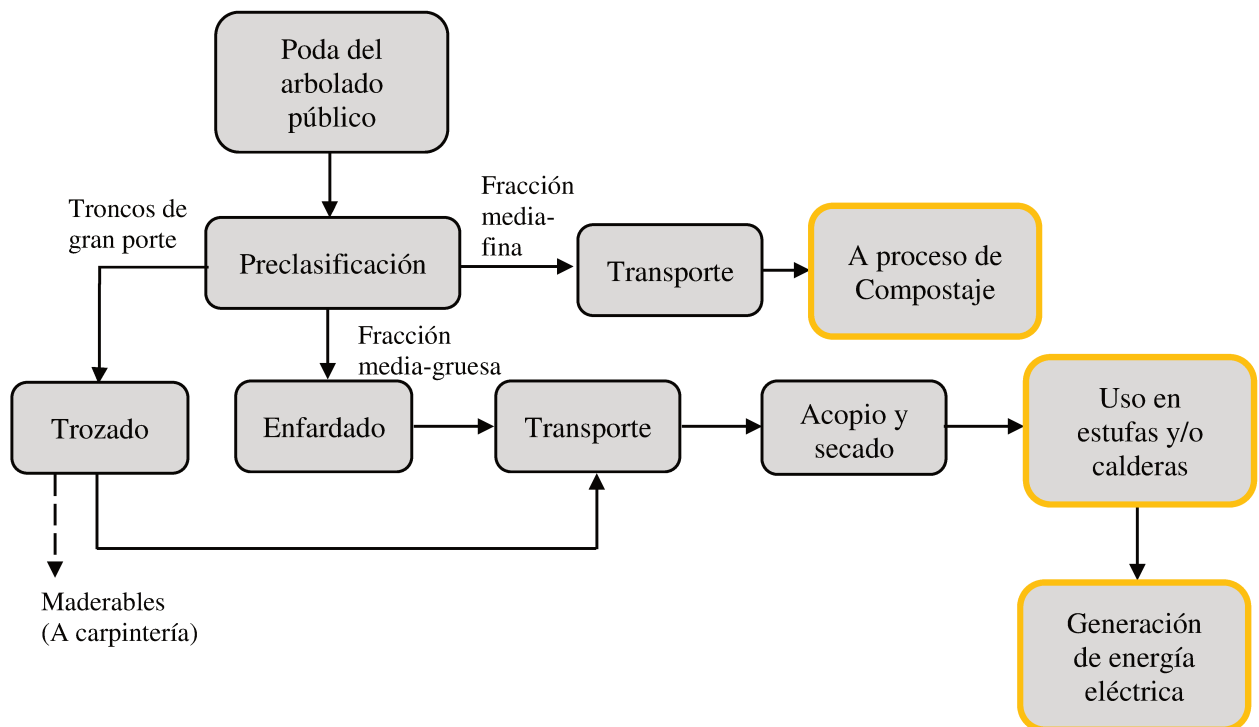 Poda del
arbolado
público
Troncos de
gran porte
Fracción
media-
fina
Preclasificación
Transporte
A proceso de
Compostaje
Fracción
media-gruesa
Trozado
Enfardado
Transporte
Acopio y
secado
Uso en
estufas y/o
calderas
Maderables
(A carpintería)
Generación
de energía
eléctrica